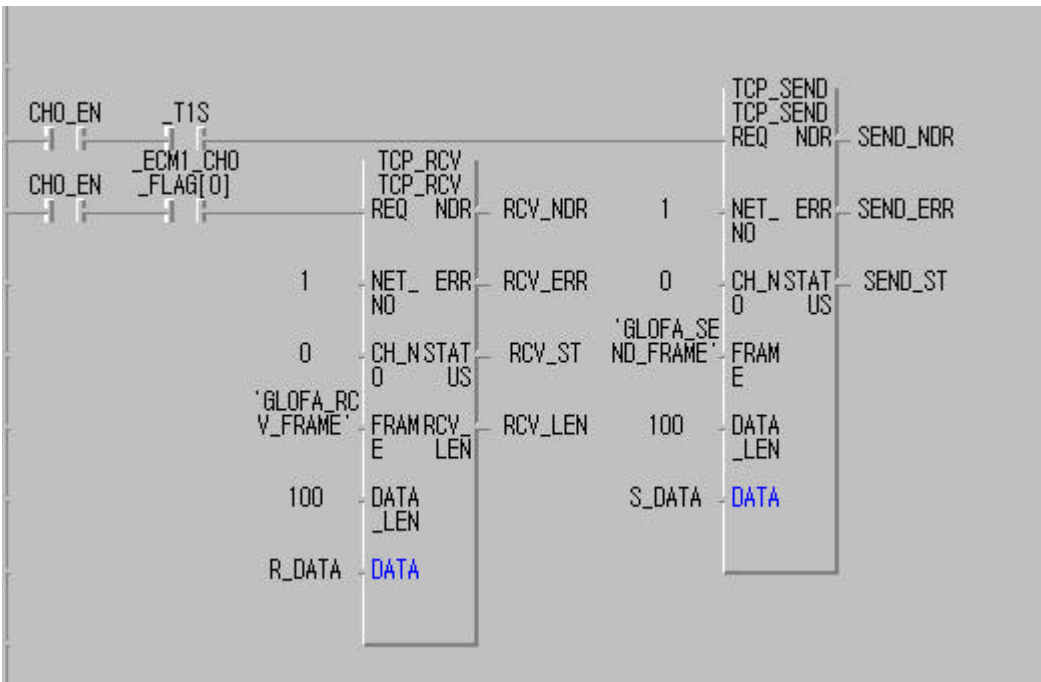 TCP_SEND
CH0_EN _T1S TCP_SEND
REQ NDR SEND_NDR
_ECM1_CH0 TCP_RCV
CH0_EN _FLAG[0] TCP_RCV
REQ NDR RCV_NDR 1 NET_ ERR SEND_ERR
NO
1 NET_ ERR RCV_ERR 0 CH_N STAT SEND_ST
NO O US
'GLOFA_SE
0 CH_N STAT RCV_ST ND_FRAME' FRAM
O US E
'GLOFA_RC
V_FRAME' FRAM RCV_ RCV_LEN 100 DATA
E LEN _LEN
100 DATA S_DATA DATA
_LEN
R_DATA DATA